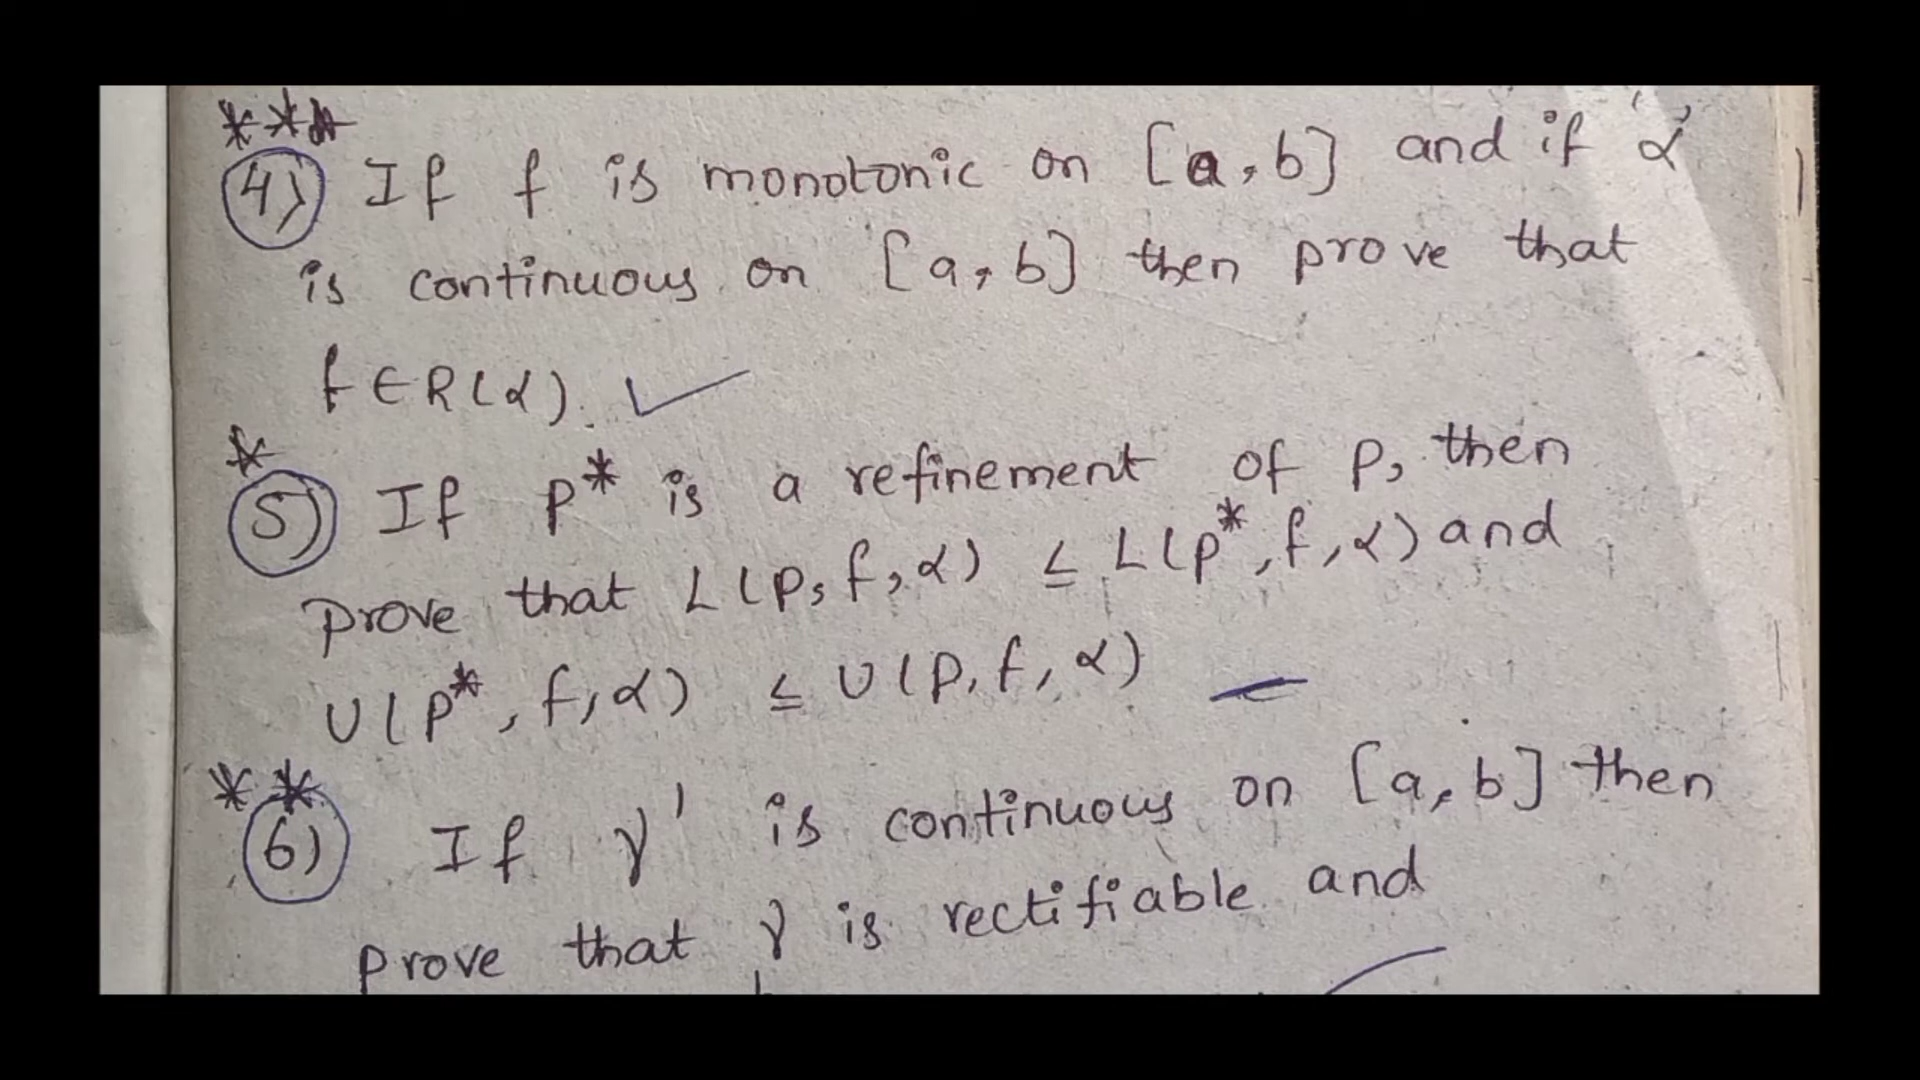 ***
4) If f is monotonic on [a,b] and if α
is continuous on [a,b] then prove that
f∈R(α).
*
5) If p* is a refinement of p, then
prove that L(p,f,α) ≤ L(p*,f,α) and
U(p*,f,α) ≤ U(p,f,α)
**
6) If γ' is continuous on [a,b] then
prove that γ is rectifiable and